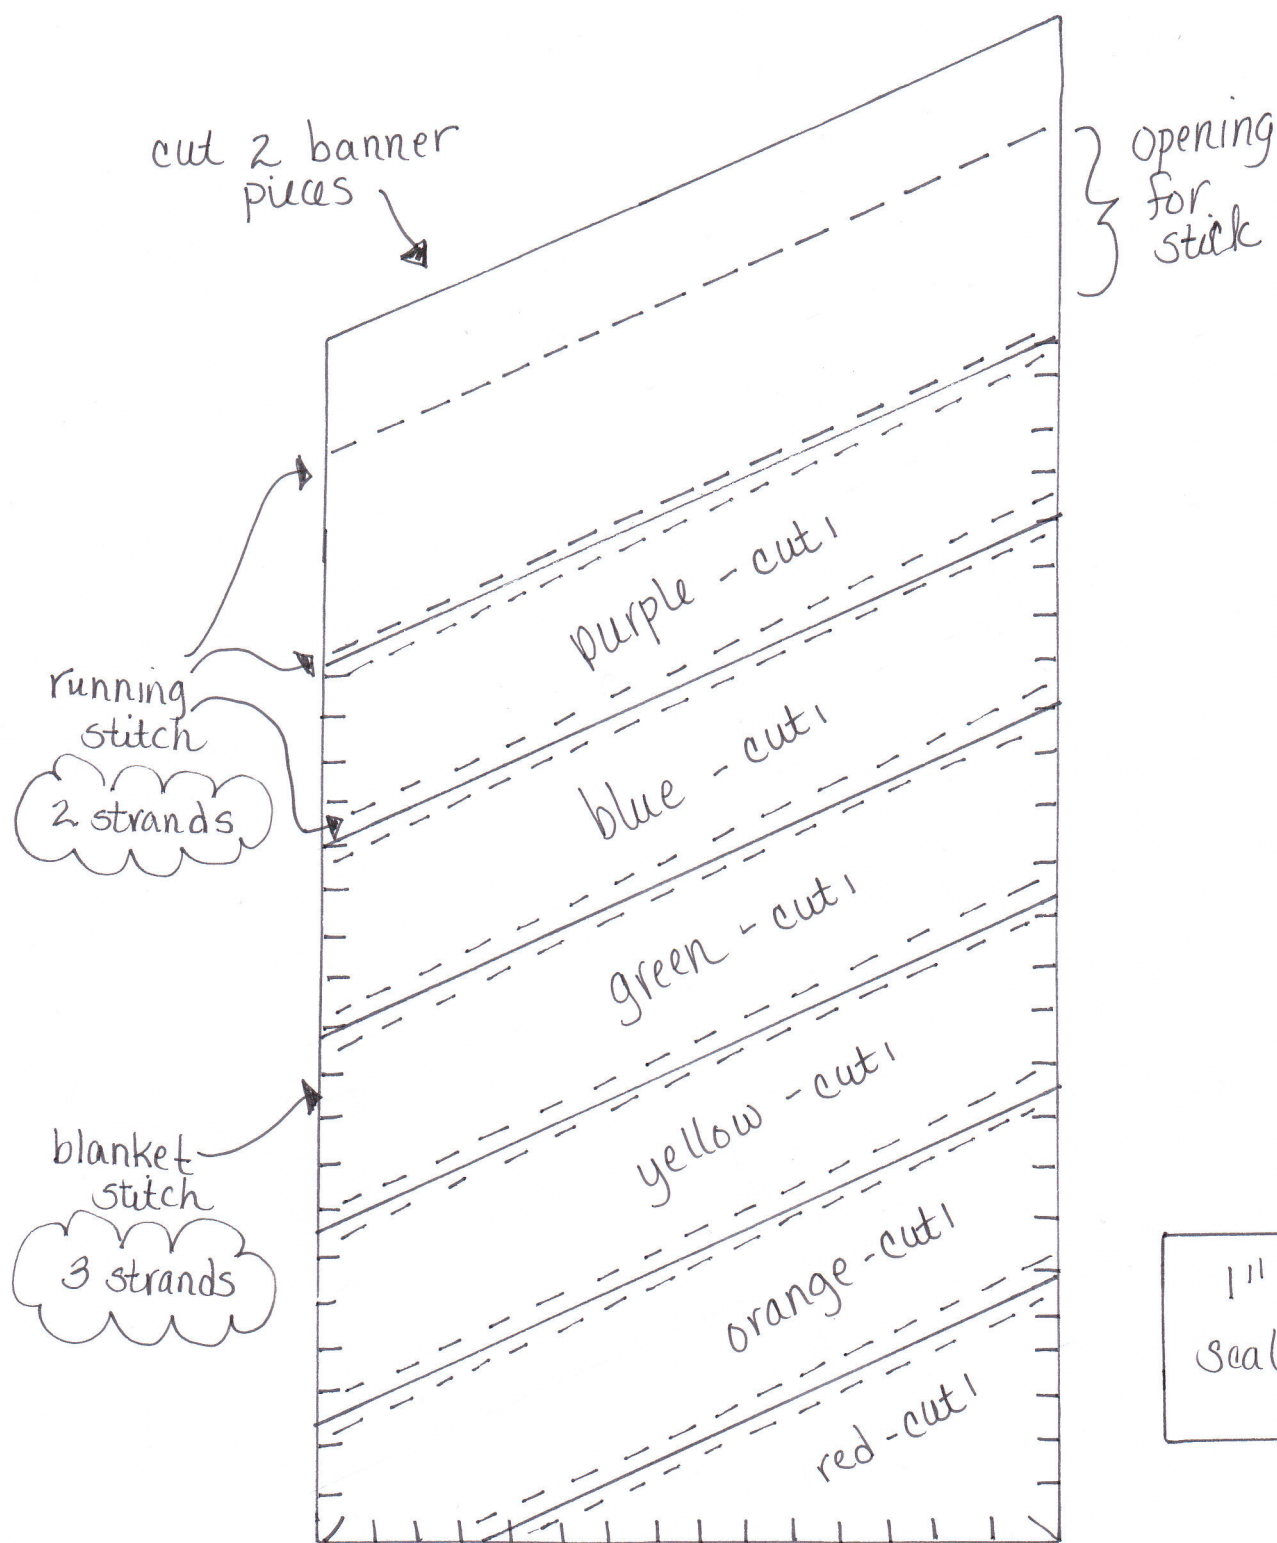 cut 2 banner
pieces
opening
for
stick
purple - cut 1
blue - cut 1
running
stitch
2 strands
green - cut 1
yellow - cut 1
blanket
stitch
3 strands
orange - cut 1
red - cut 1
1"
scal